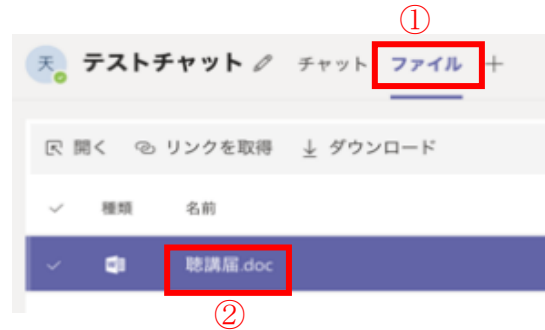 ①
天 テストチャット チャット ファイル +
開く リンクを取得 ダウンロード
種類 名前
聴講届.doc
②